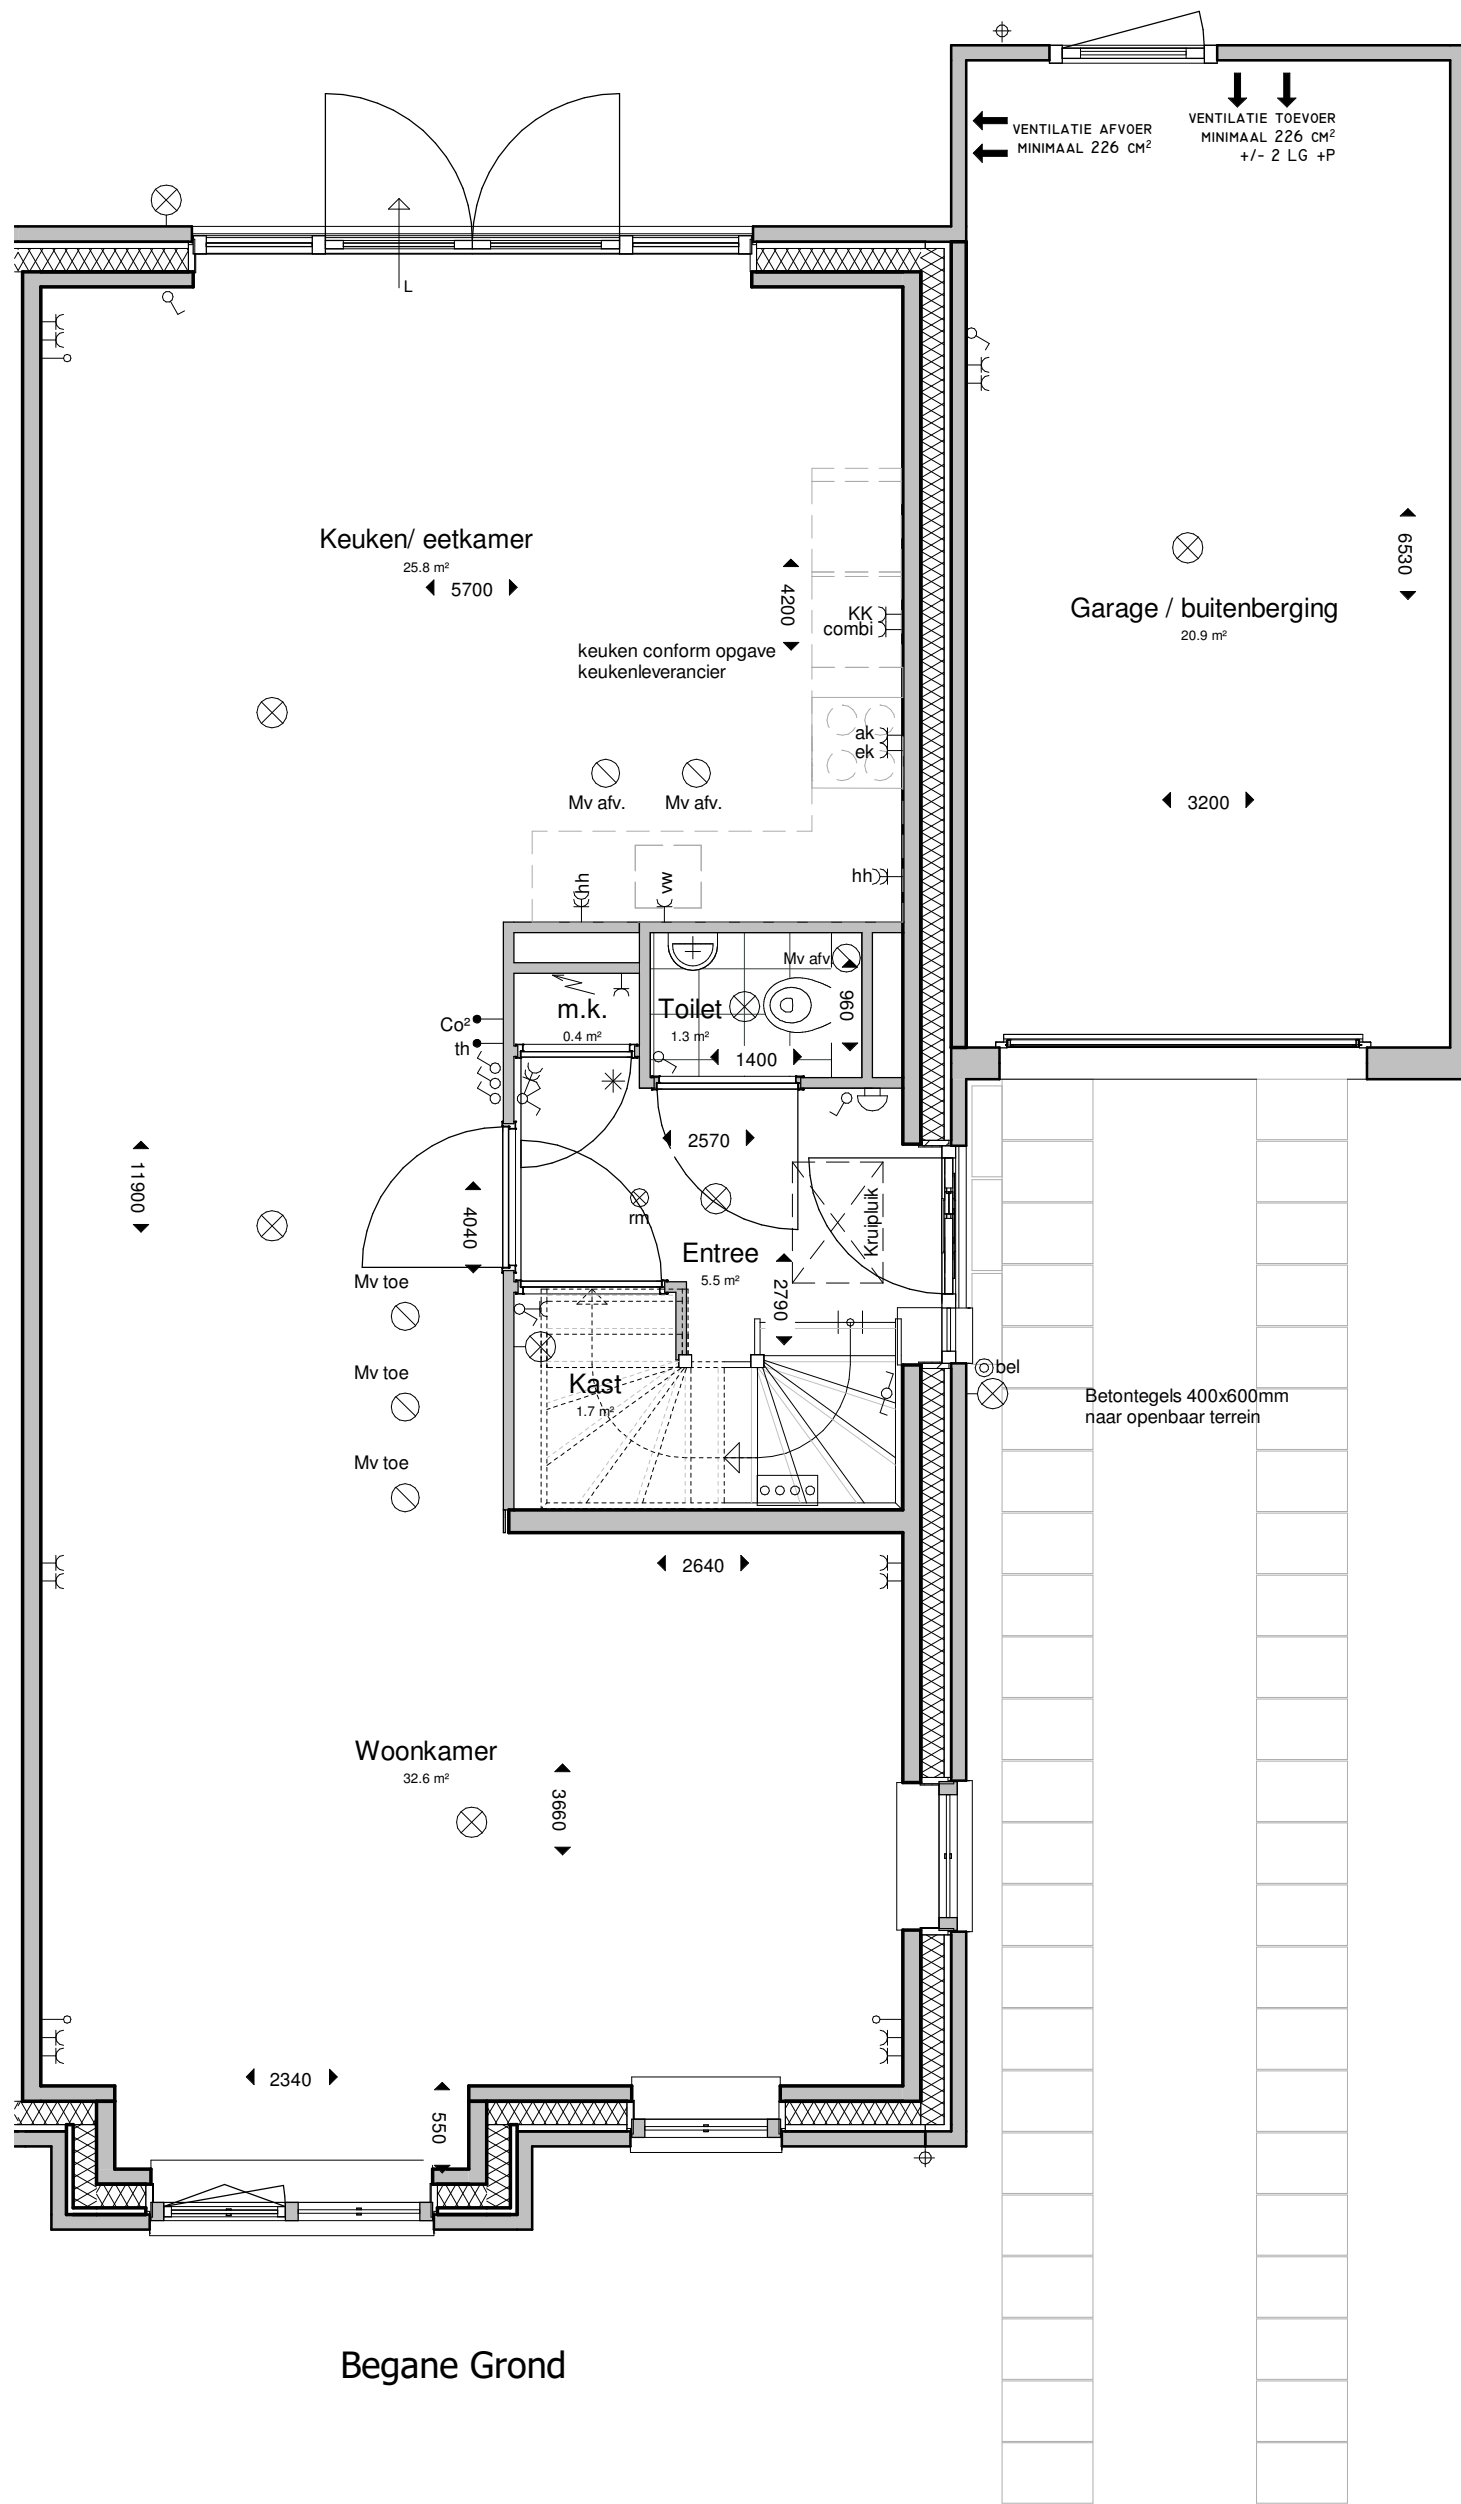 VENTILATIE AFVOER
MINIMAAL 226 CM²
VENTILATIE TOEVOER
MINIMAAL 226 CM²
+/- 2 LG +P
L
Keuken/ eetkamer
25.8 m²
5700
4200
KK
combi
keuken conform opgave
keukenleverancier
6530
Garage / buitenberging
20.9 m²
ak
ek
Mv afv.
Mv afv.
3200
hh
vw
hh
Mv afv.
m.k.
0.4 m²
Toilet
1.3 m²
960
1400
Co²
th
2570
11900
4040
rm
Kruipluik
Entree
5.5 m²
2790
Mv toe
Mv toe
Kast
1.7 m²
bel
Betontegels 400x600mm
naar openbaar terrein
Mv toe
2640
Woonkamer
32.6 m²
3660
2340
550
Begane Grond